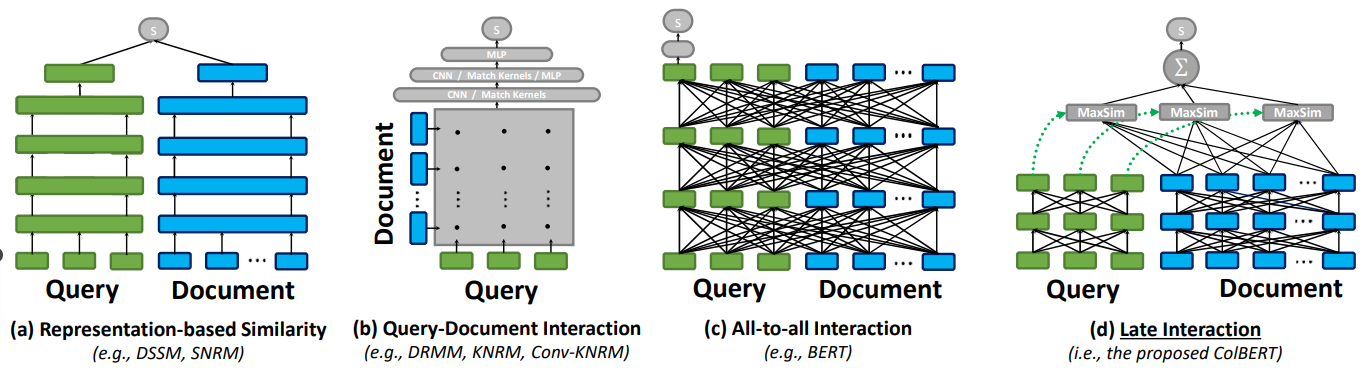 s
Query
Document
(a) Representation-based Similarity
(e.g., DSSM, SNRM)
s
MLP
CNN / Match Kernels / MLP
CNN / Match Kernels
Document
Query
(b) Query-Document Interaction
(e.g., DRMM, KNRM, Conv-KNRM)
s
Query
Document
(c) All-to-all Interaction
(e.g., BERT)
s
Σ
MaxSim
MaxSim
MaxSim
Query
Document
(d) Late Interaction
(i.e., the proposed ColBERT)